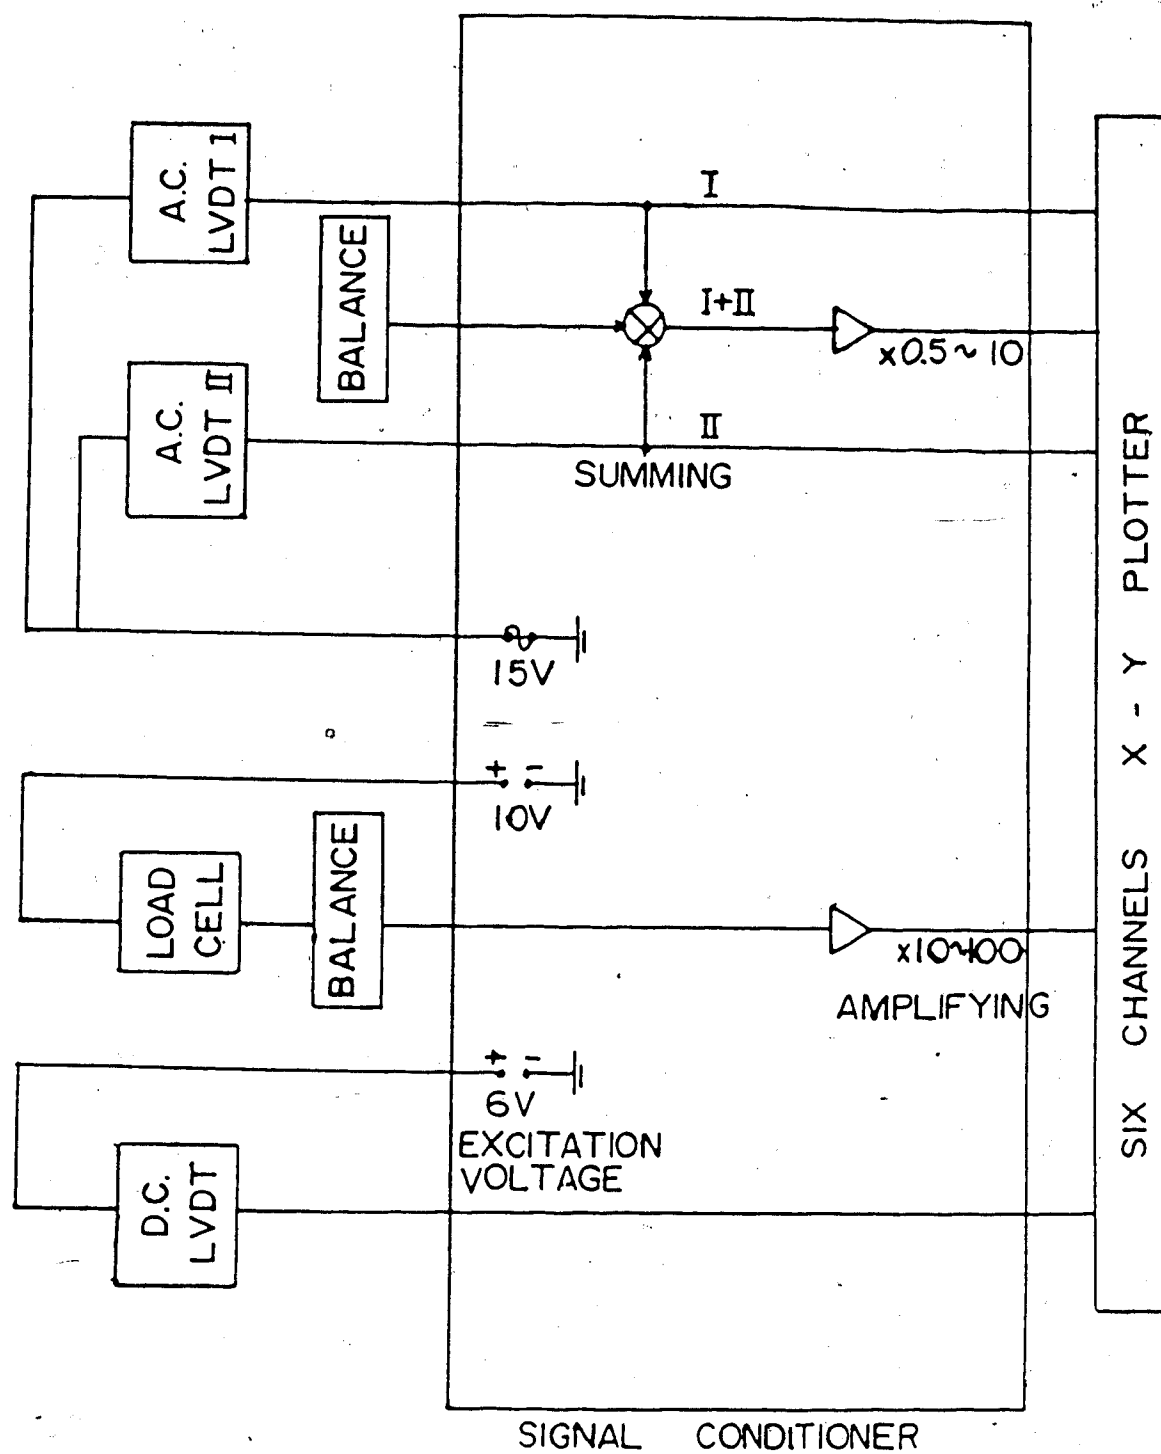 A.C.
LVDT I
BALANCE
A.C.
LVDT II
I
I+II
x0.5~10
II
SUMMING
15V
+ -
10V
LOAD
CELL
BALANCE
x10~100
AMPLIFYING
+ -
6V
EXCITATION
VOLTAGE
D.C.
LVDT
SIX CHANNELS X - Y PLOTTER
SIGNAL CONDITIONER